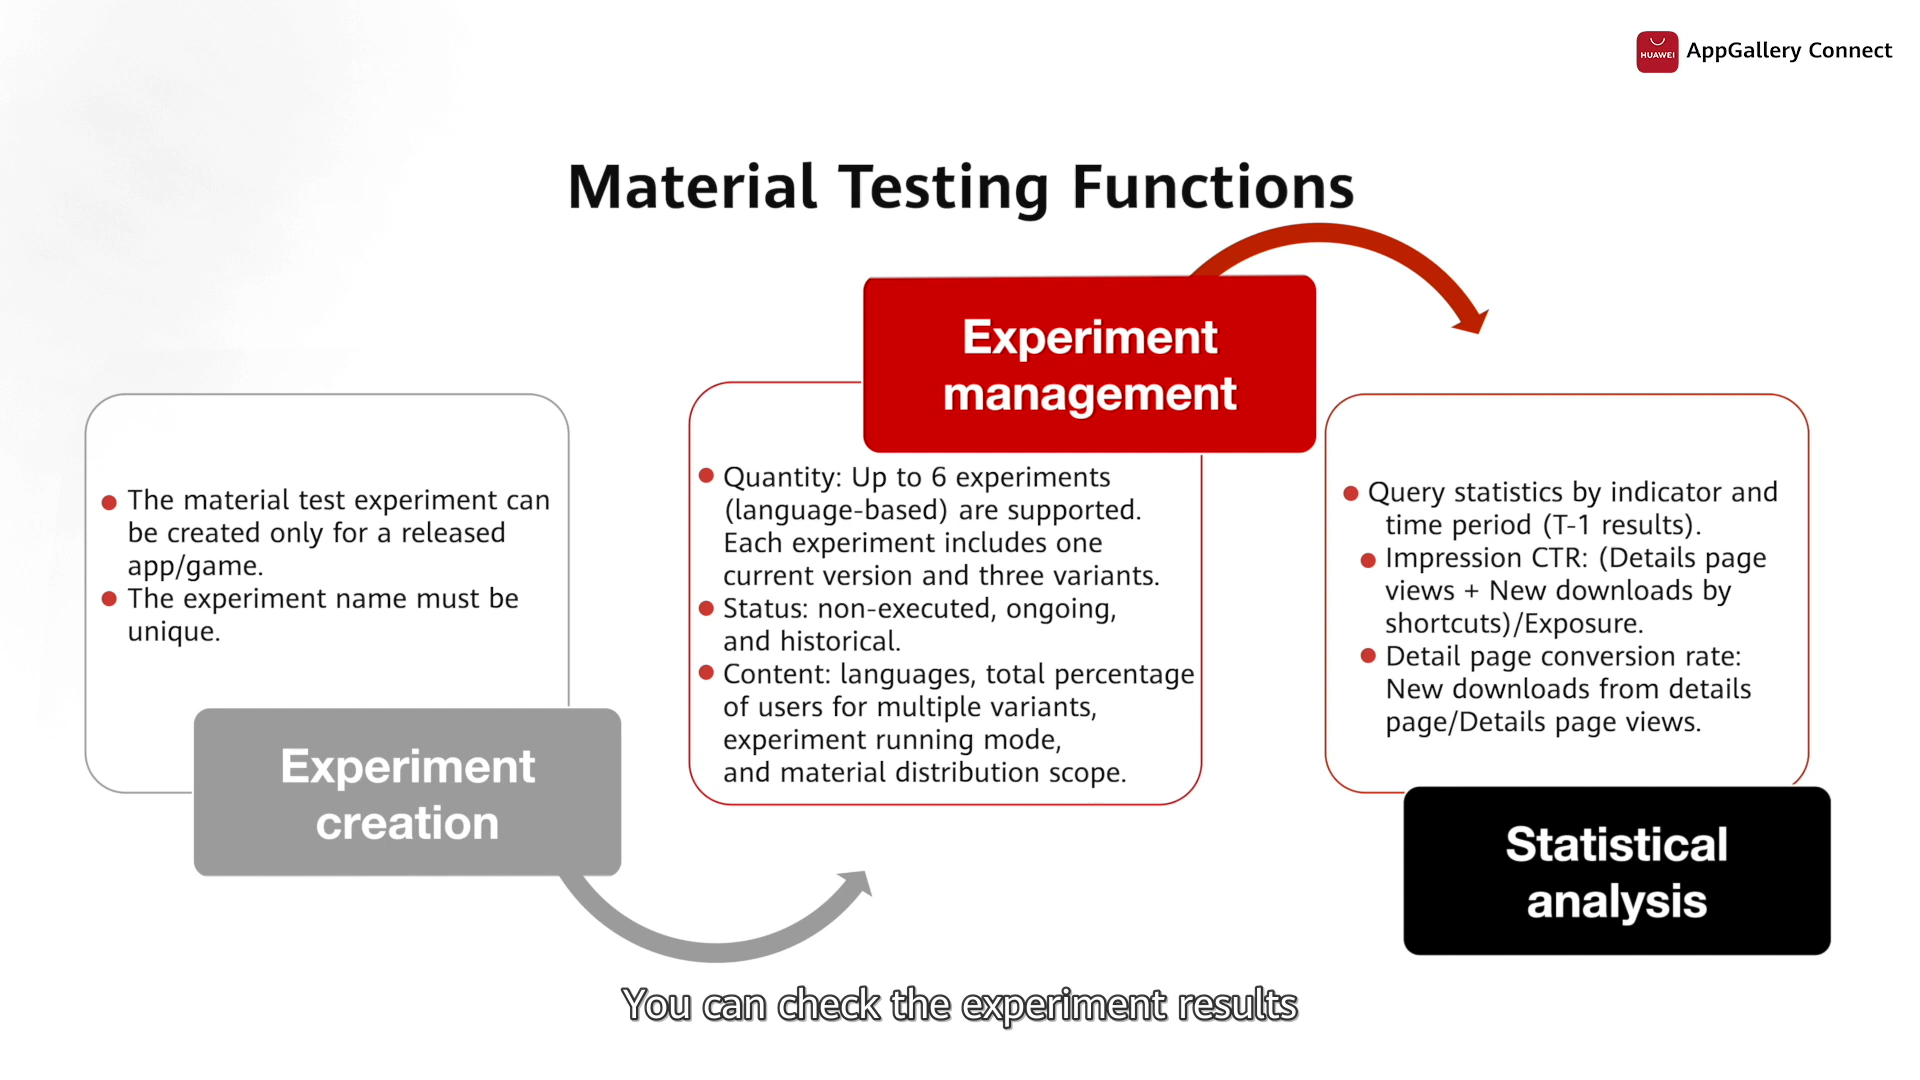 HUAWEI
AppGallery Connect
Material Testing Functions
The material test experiment can
be created only for a released
app/game.
The experiment name must be
unique.
Experiment
creation
Experiment
management
Quantity: Up to 6 experiments
(language-based) are supported.
Each experiment includes one
current version and three variants.
Status: non-executed, ongoing,
and historical.
Content: languages, total percentage
of users for multiple variants,
experiment running mode,
and material distribution scope.
Query statistics by indicator and
time period (T-1 results).
Impression CTR: (Details page
views + New downloads by
shortcuts)/Exposure.
Detail page conversion rate:
New downloads from details
page/Details page views.
Statistical
analysis
You can check the experiment results